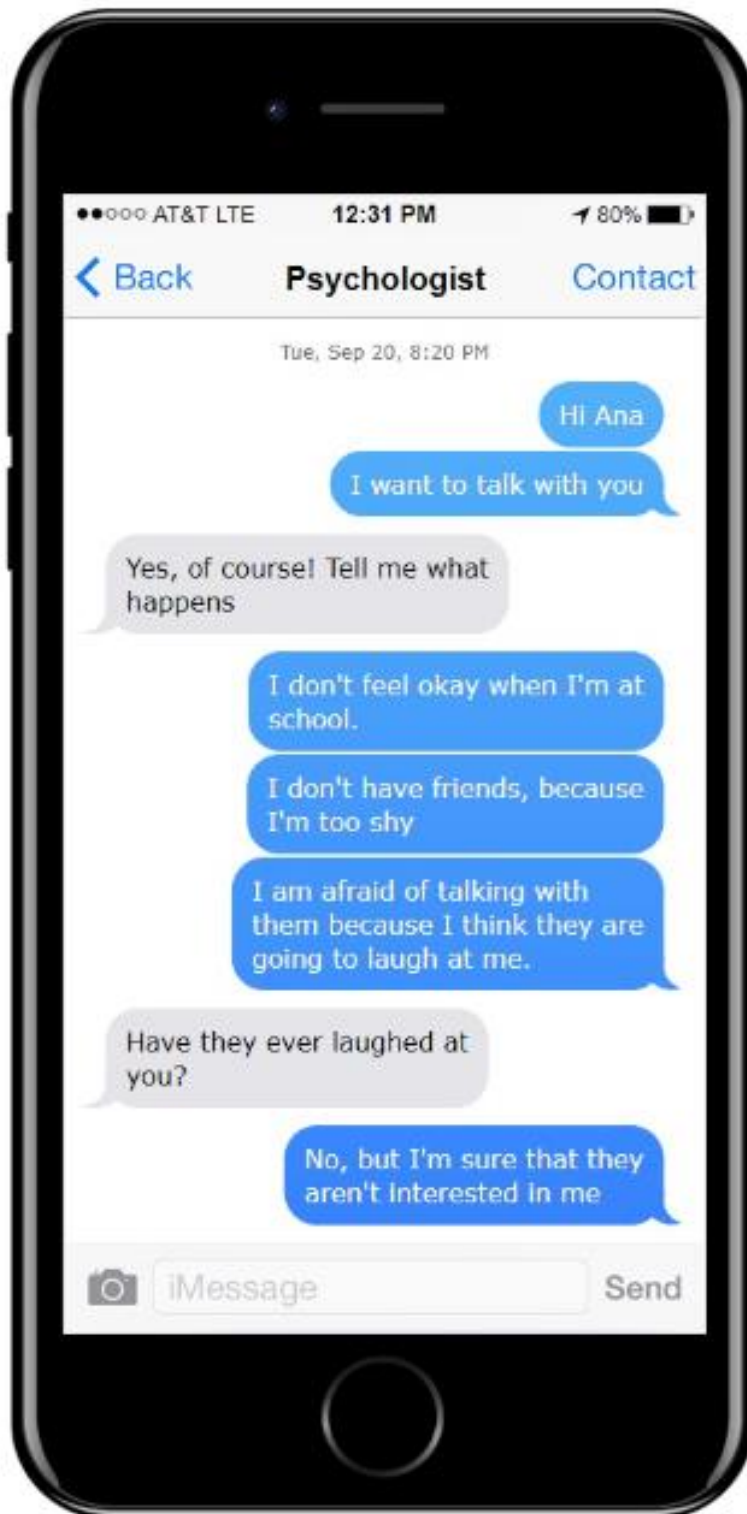 AT&T LTE 12:31 PM 80%
Back Psychologist Contact
Tue, Sep 20, 8:20 PM
Hi Ana
I want to talk with you
Yes, of course! Tell me what
happens
I don't feel okay when I'm at
school.
I don't have friends, because
I'm too shy
I am afraid of talking with
them because I think they are
going to laugh at me.
Have they ever laughed at
you?
No, but I'm sure that they
aren't interested in me
iMessage Send